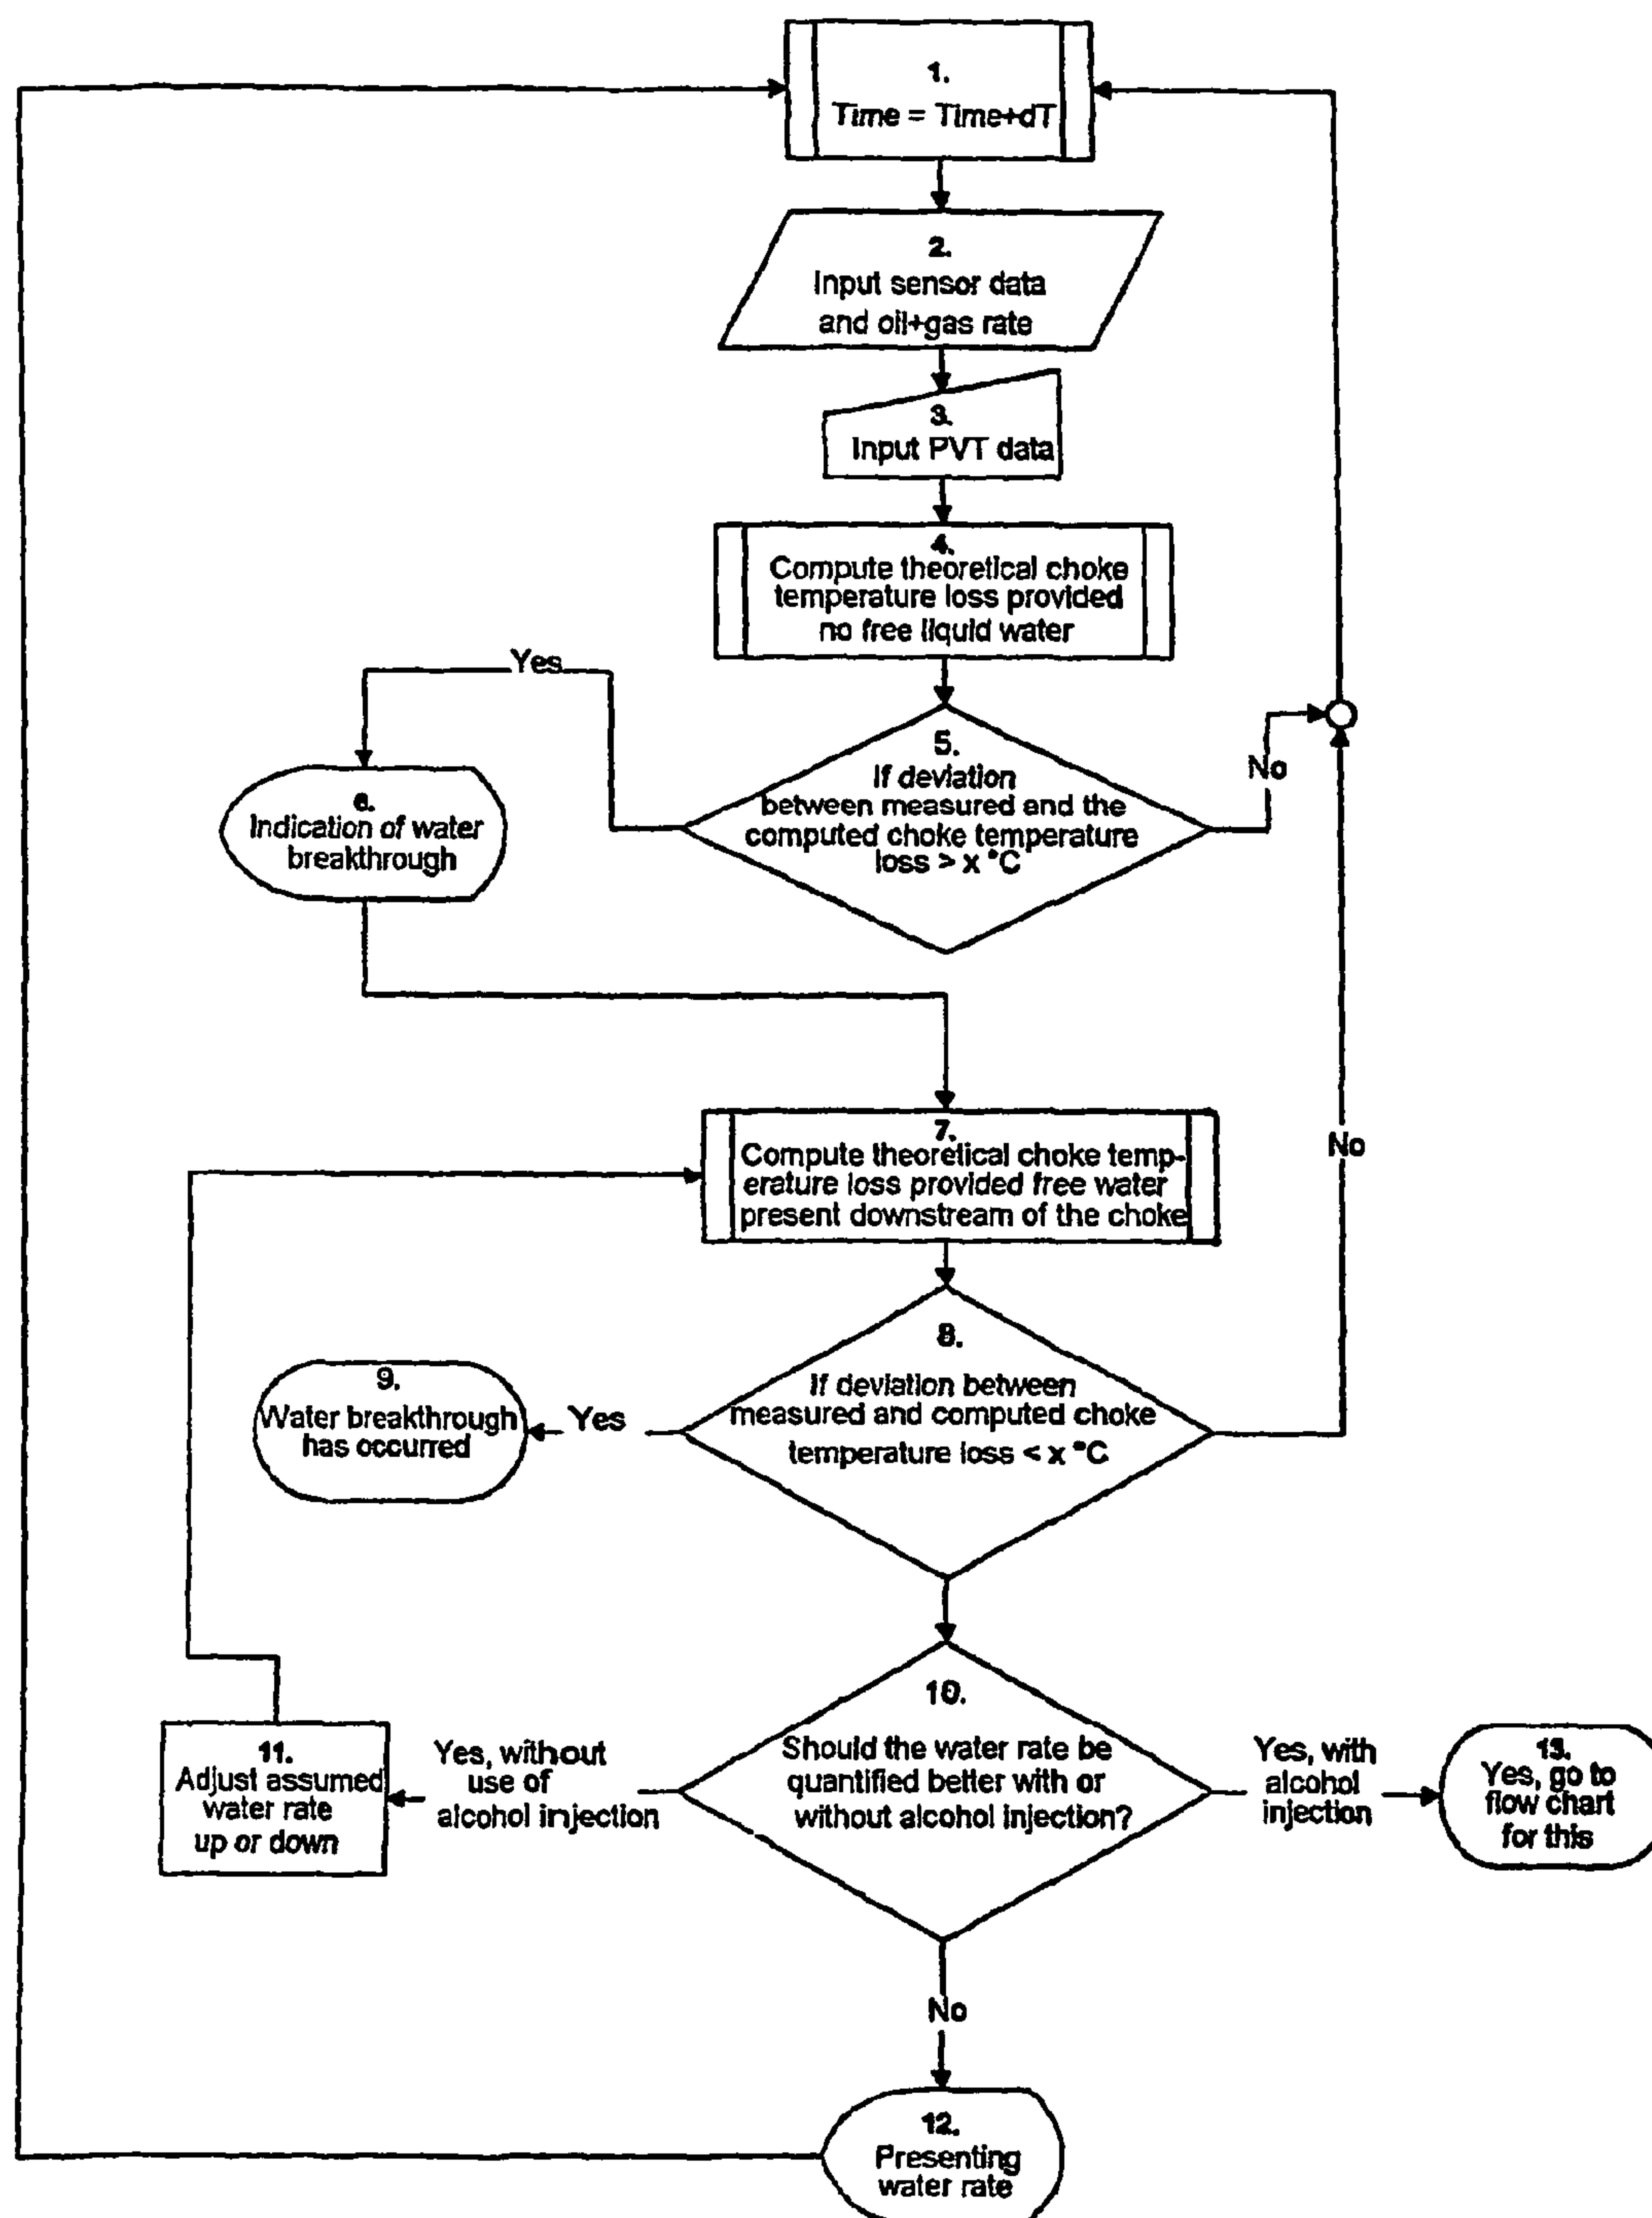 1.
Time = Time+dT
2.
Input sensor data
and oil+gas rate
3.
Input PVT data
4.
Compute theoretical choke
temperature loss provided
no free liquid water
Yes
5.
If deviation
between measured and the
computed choke temperature
loss > x °C
No
6.
Indication of water
breakthrough
7.
Compute theoretical choke temp-
erature loss provided free water
present downstream of the choke
No
8.
If deviation between
measured and computed choke
temperature loss < x °C
Yes
9.
Water breakthrough
has occurred
10.
Should the water rate be
quantified better with or
without alcohol injection?
Yes, without
use of
alcohol injection
11.
Adjust assumed
water rate
up or down
Yes, with
alcohol
injection
13.
Yes, go to
flow chart
for this
No
12.
Presenting
water rate